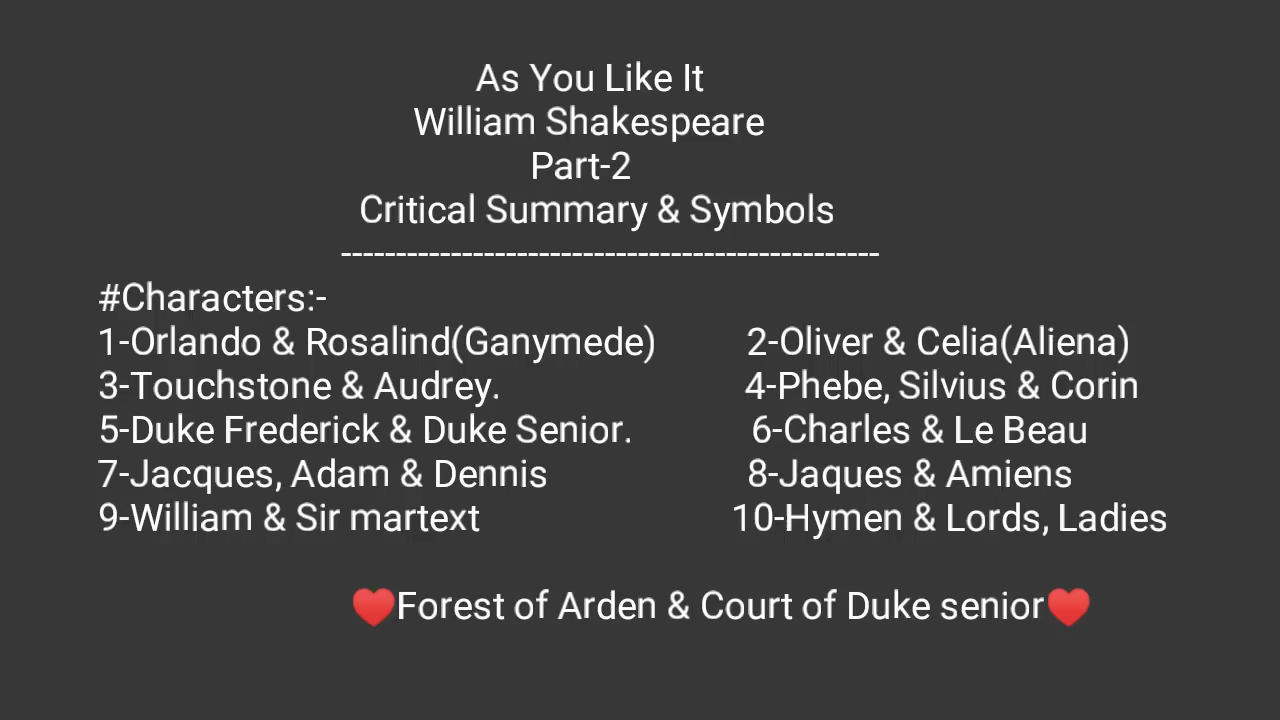 As You Like It
William Shakespeare
Part-2
Critical Summary & Symbols
-------------------------------------------------
#Characters:-
1-Orlando & Rosalind(Ganymede) 2-Oliver & Celia(Aliena)
3-Touchstone & Audrey. 4-Phebe, Silvius & Corin
5-Duke Frederick & Duke Senior. 6-Charles & Le Beau
7-Jacques, Adam & Dennis 8-Jaques & Amiens
9-William & Sir martext 10-Hymen & Lords, Ladies
♥️Forest of Arden & Court of Duke senior♥️